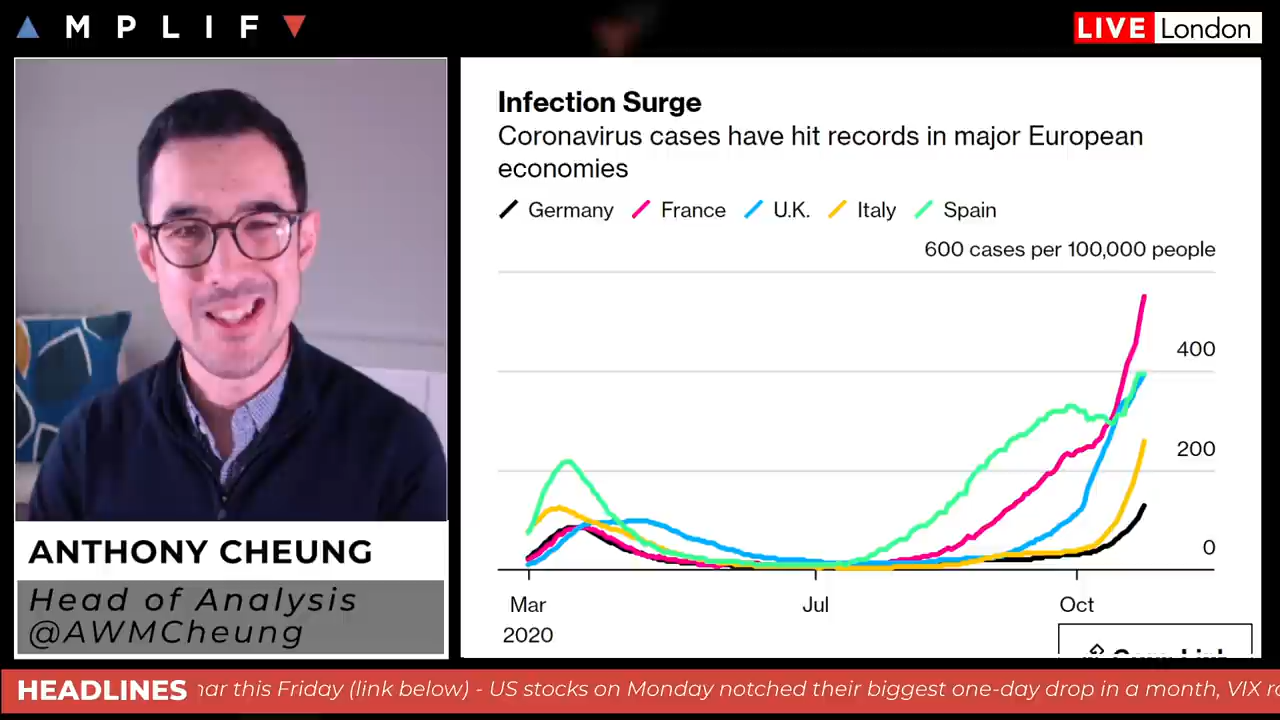 AMPLIFY
LIVE London
Infection Surge
Coronavirus cases have hit records in major European
economies
Germany France U.K. Italy Spain
600 cases per 100,000 people
400
200
0
Mar Jul Oct
2020
ANTHONY CHEUNG
Head of Analysis
@AWMCheung
HEADLINES this Friday (link below) - US stocks on Monday notched their biggest one-day drop in a month, VIX